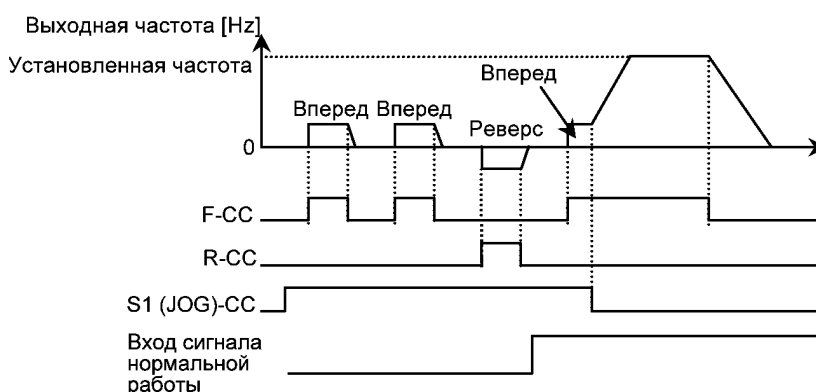 Выходная частота [Hz]
Установленная частота
Вперед
Вперед Вперед
Реверс
0
F-CC
R-CC
S1 (JOG)-CC
Вход сигнала
нормальной
работы